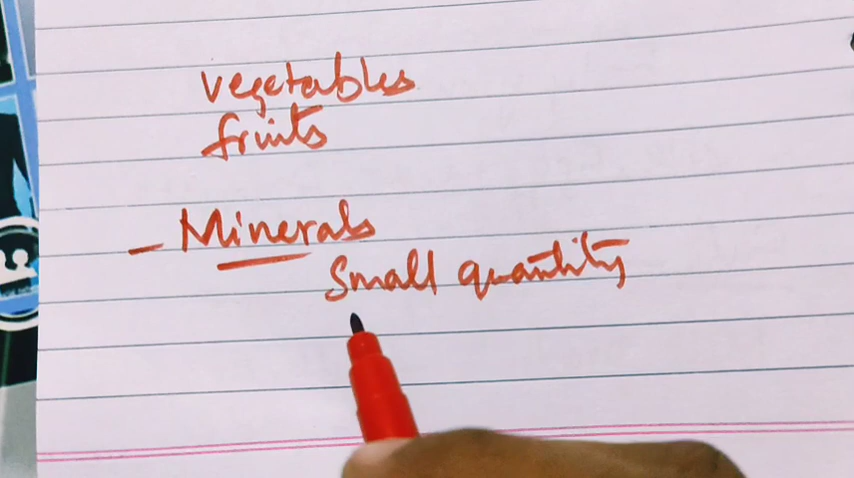 vegetables
fruits
- Minerals
Small quantity